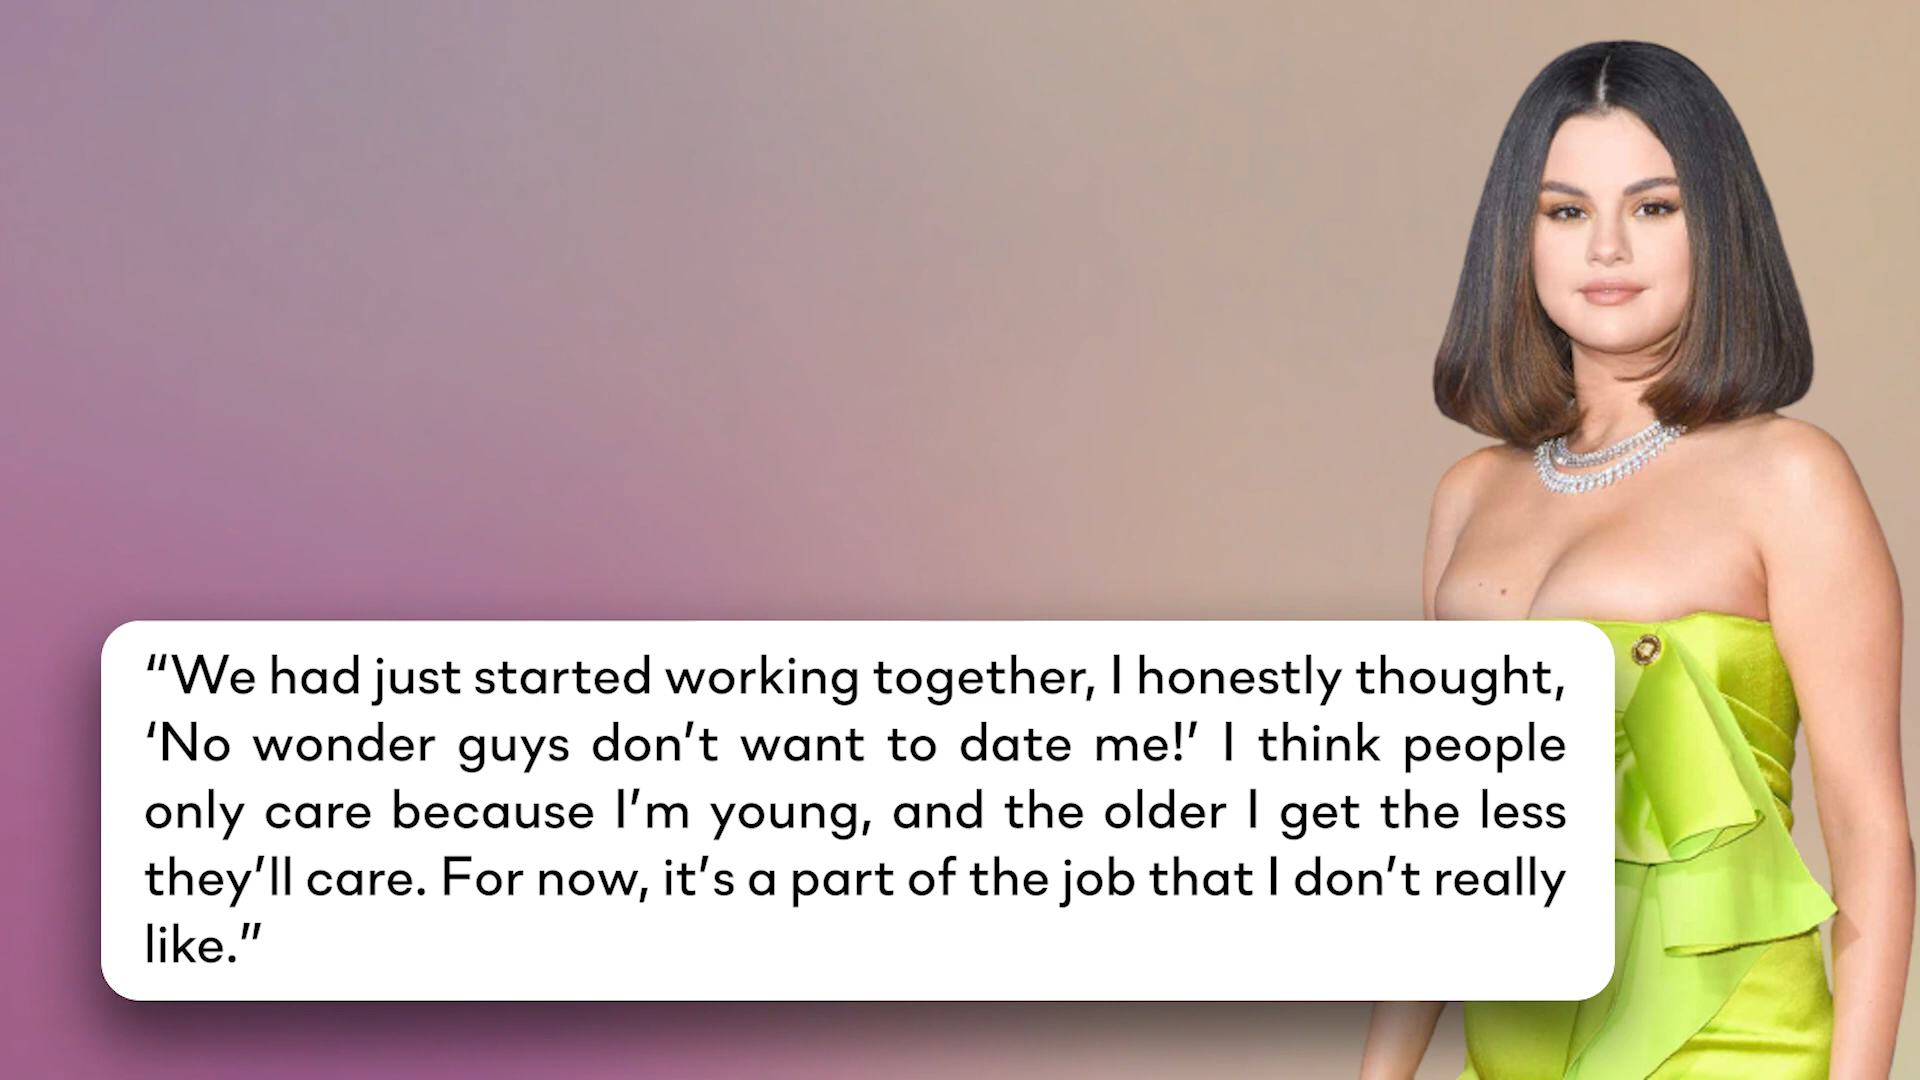 “We had just started working together, I honestly thought,
‘No wonder guys don’t want to date me!’ I think people
only care because I’m young, and the older I get the less
they’ll care. For now, it’s a part of the job that I don’t really
like.”